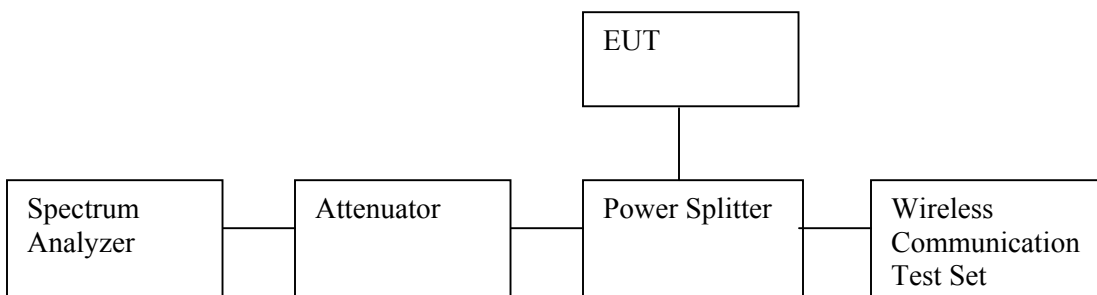 EUT
Spectrum
Analyzer
Attenuator
Power Splitter
Wireless
Communication
Test Set